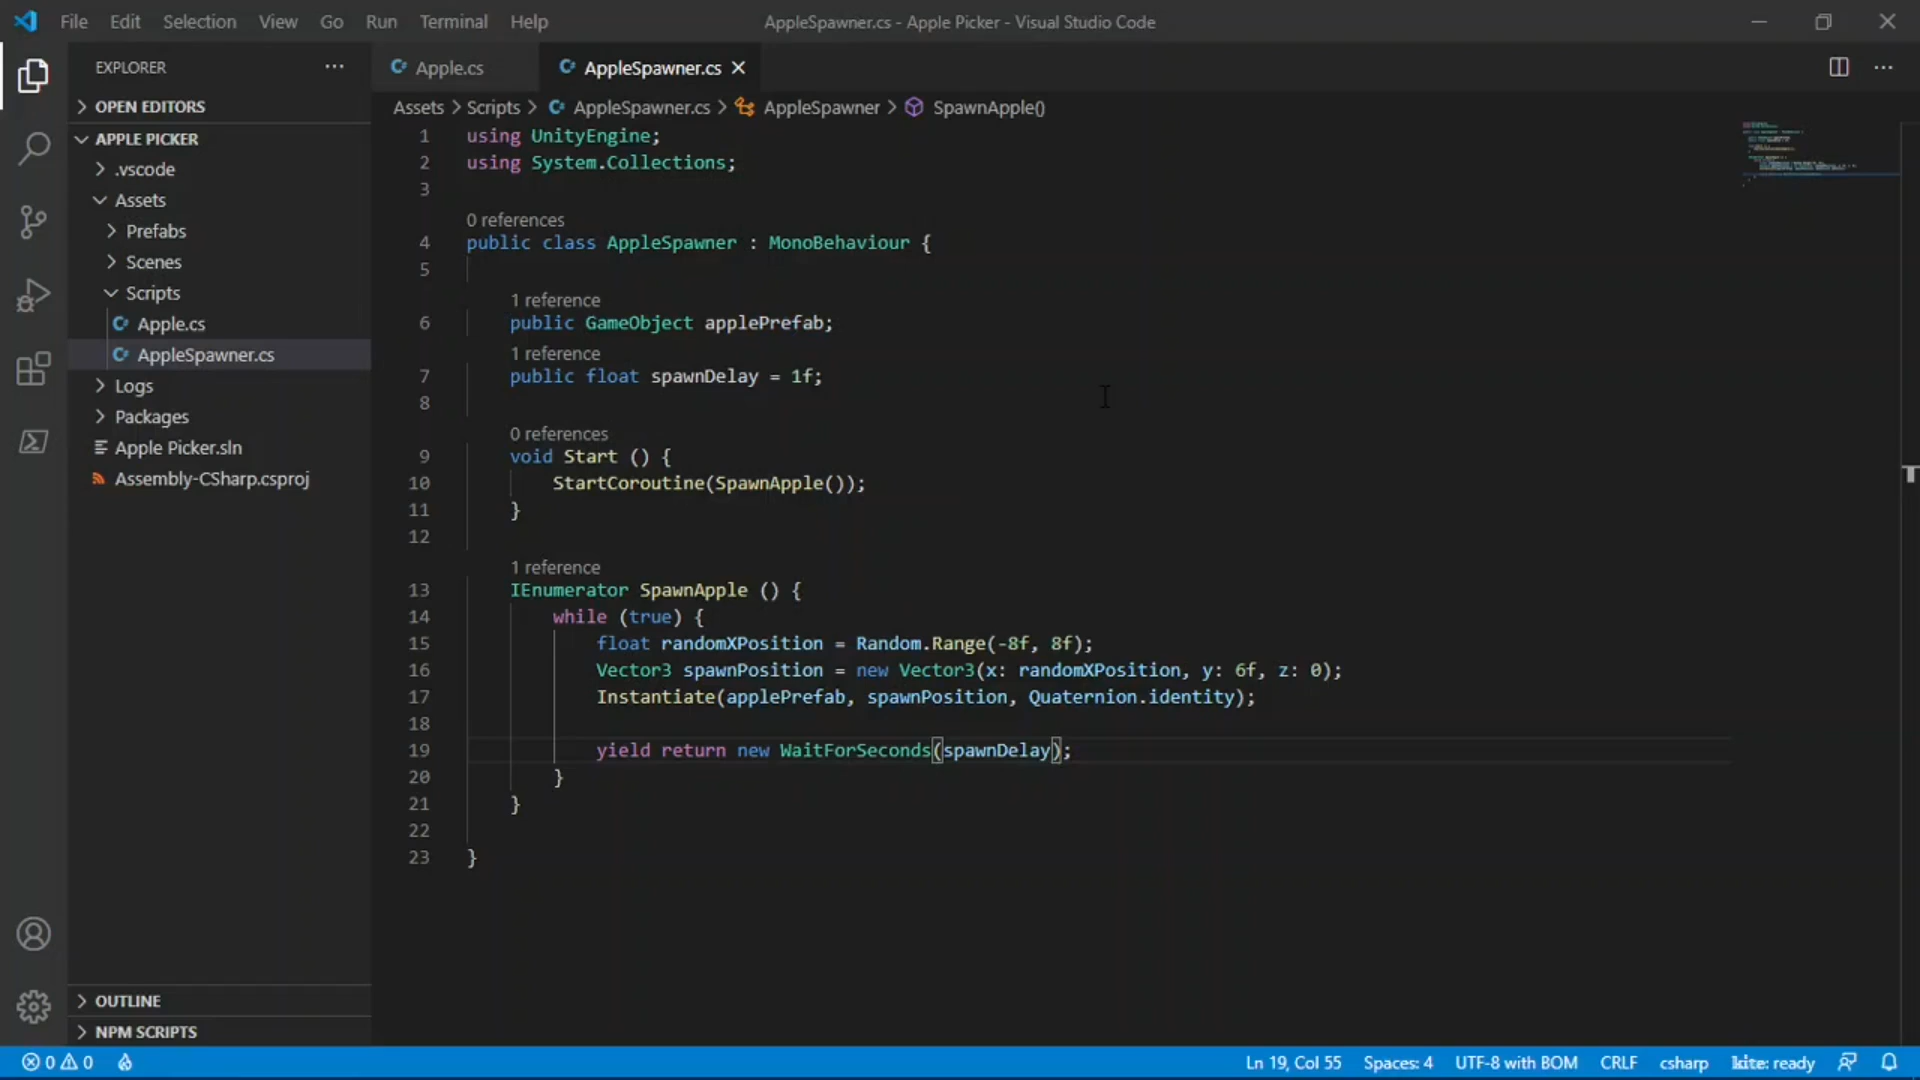 File Edit Selection View Go Run Terminal Help
AppleSpawner.cs - Apple Picker - Visual Studio Code
EXPLORER
OPEN EDITORS
APPLE PICKER
.vscode
Assets
Prefabs
Scenes
Scripts
Apple.cs
AppleSpawner.cs
Logs
Packages
Apple Picker.sln
Assembly-CSharp.csproj
OUTLINE
NPM SCRIPTS
Apple.cs
AppleSpawner.cs
Assets > Scripts > AppleSpawner.cs > AppleSpawner > SpawnApple()
1 using UnityEngine;
2 using System.Collections;
3
0 references
4 public class AppleSpawner : MonoBehaviour {
5
1 reference
6 public GameObject applePrefab;
1 reference
7 public float spawnDelay = 1f;
8
0 references
9 void Start () {
10 StartCoroutine(SpawnApple());
11 }
12
1 reference
13 IEnumerator SpawnApple () {
14 while (true) {
15 float randomXPosition = Random.Range(-8f, 8f);
16 Vector3 spawnPosition = new Vector3(x: randomXPosition, y: 6f, z: 0);
17 Instantiate(applePrefab, spawnPosition, Quaternion.identity);
18
19 yield return new WaitForSeconds(spawnDelay);
20 }
21 }
22
23 }
0 0
Ln 19, Col 55 Spaces: 4 UTF-8 with BOM CRLF csharp kite: ready